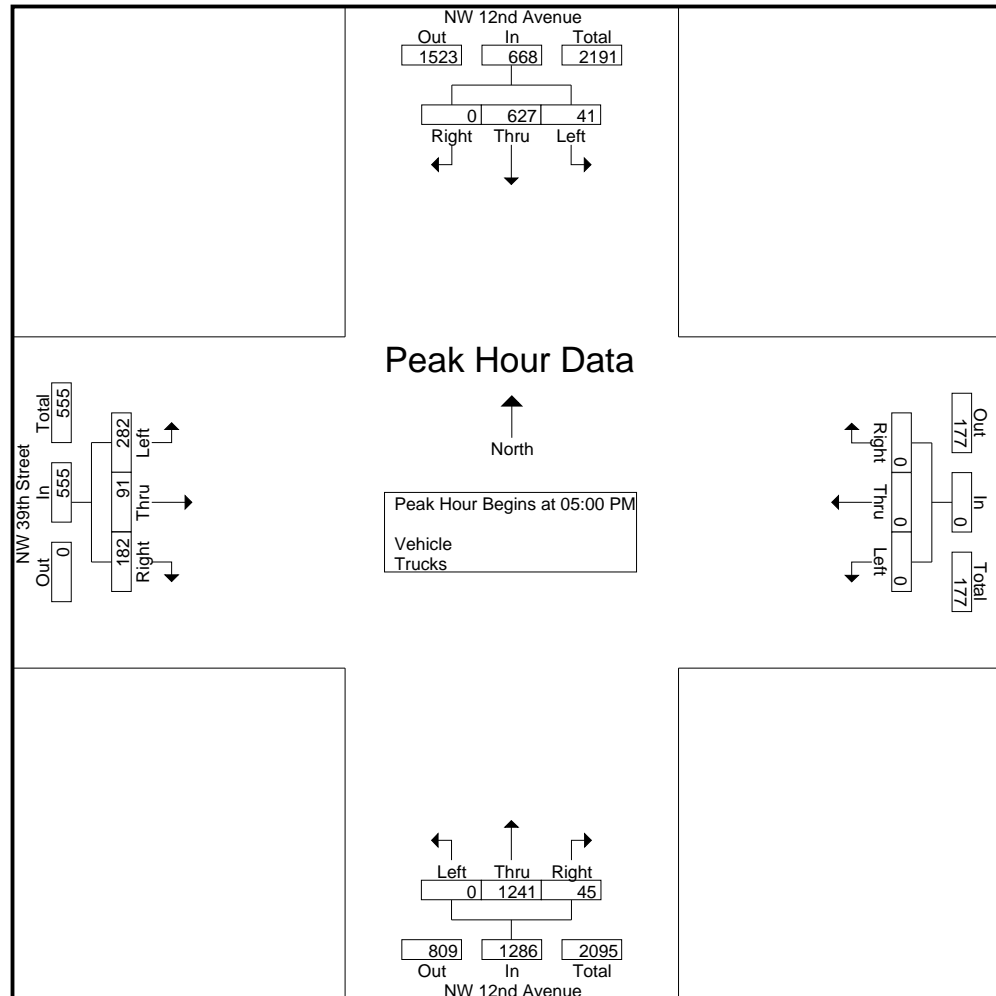 NW 12nd Avenue
Out In Total
1523 668 2191
0 627 41
Right Thru Left
Peak Hour Data
North
Peak Hour Begins at 05:00 PM
Vehicle
Trucks
NW 39th Street
Total In Out
555 555 0
282 91 182
Left Thru Right
Right Thru Left
0 0 0
177 0 177
Out In Total
Left Thru Right
0 1241 45
809 1286 2095
Out In Total
NW 12nd Avenue